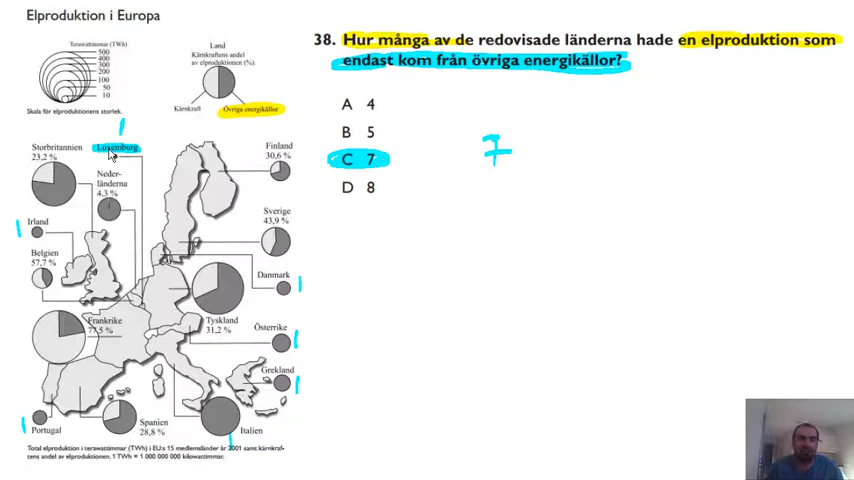 Elproduktion i Europa
Terawattimmar (TWh)
500
400
300
200
100
50
10
Skala för elproduktionens storlek.
Land
Kärnkraftens andel
av elproduktionen (%).
Kärnkraft
Övriga energikällor
Storbritannien
23,2 %
Luxemburg
Neder-
länderna
4,3 %
Finland
30,6 %
Irland
Sverige
43,9 %
Belgien
57,7 %
Danmark
Frankrike
77,5 %
Tyskland
31,2 %
Österrike
Grekland
Portugal
Spanien
28,8 %
Italien
Total elproduktion i terawattimmar (TWh) i EU:s 15 medlemsländer år 2001 samt kärnkraf-
tens andel av elproduktionen. 1 TWh = 1 000 000 000 kilowattimmar.
38. Hur många av de redovisade länderna hade en elproduktion som
endast kom från övriga energikällor?
A 4
B 5
C 7
D 8
7